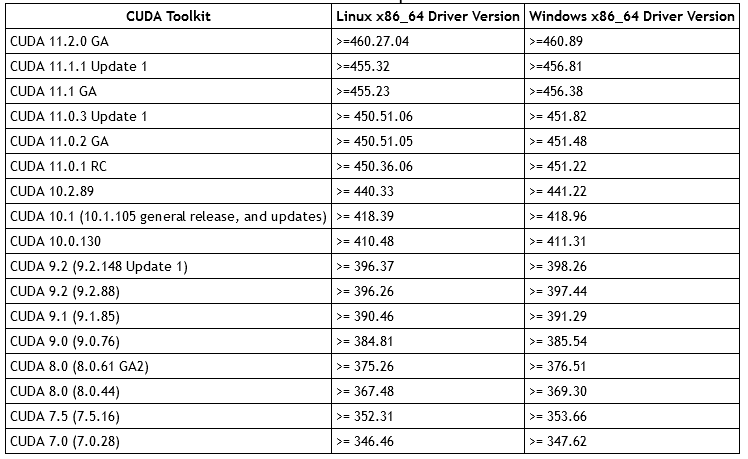 CUDA Toolkit Linux x86_64 Driver Version Windows x86_64 Driver Version
CUDA 11.2.0 GA >=460.27.04 >=460.89
CUDA 11.1.1 Update 1 >=455.32 >=456.81
CUDA 11.1 GA >=455.23 >=456.38
CUDA 11.0.3 Update 1 >= 450.51.06 >= 451.82
CUDA 11.0.2 GA >= 450.51.05 >= 451.48
CUDA 11.0.1 RC >= 450.36.06 >= 451.22
CUDA 10.2.89 >= 440.33 >= 441.22
CUDA 10.1 (10.1.105 general release, and updates) >= 418.39 >= 418.96
CUDA 10.0.130 >= 410.48 >= 411.31
CUDA 9.2 (9.2.148 Update 1) >= 396.37 >= 398.26
CUDA 9.2 (9.2.88) >= 396.26 >= 397.44
CUDA 9.1 (9.1.85) >= 390.46 >= 391.29
CUDA 9.0 (9.0.76) >= 384.81 >= 385.54
CUDA 8.0 (8.0.61 GA2) >= 375.26 >= 376.51
CUDA 8.0 (8.0.44) >= 367.48 >= 369.30
CUDA 7.5 (7.5.16) >= 352.31 >= 353.66
CUDA 7.0 (7.0.28) >= 346.46 >= 347.62